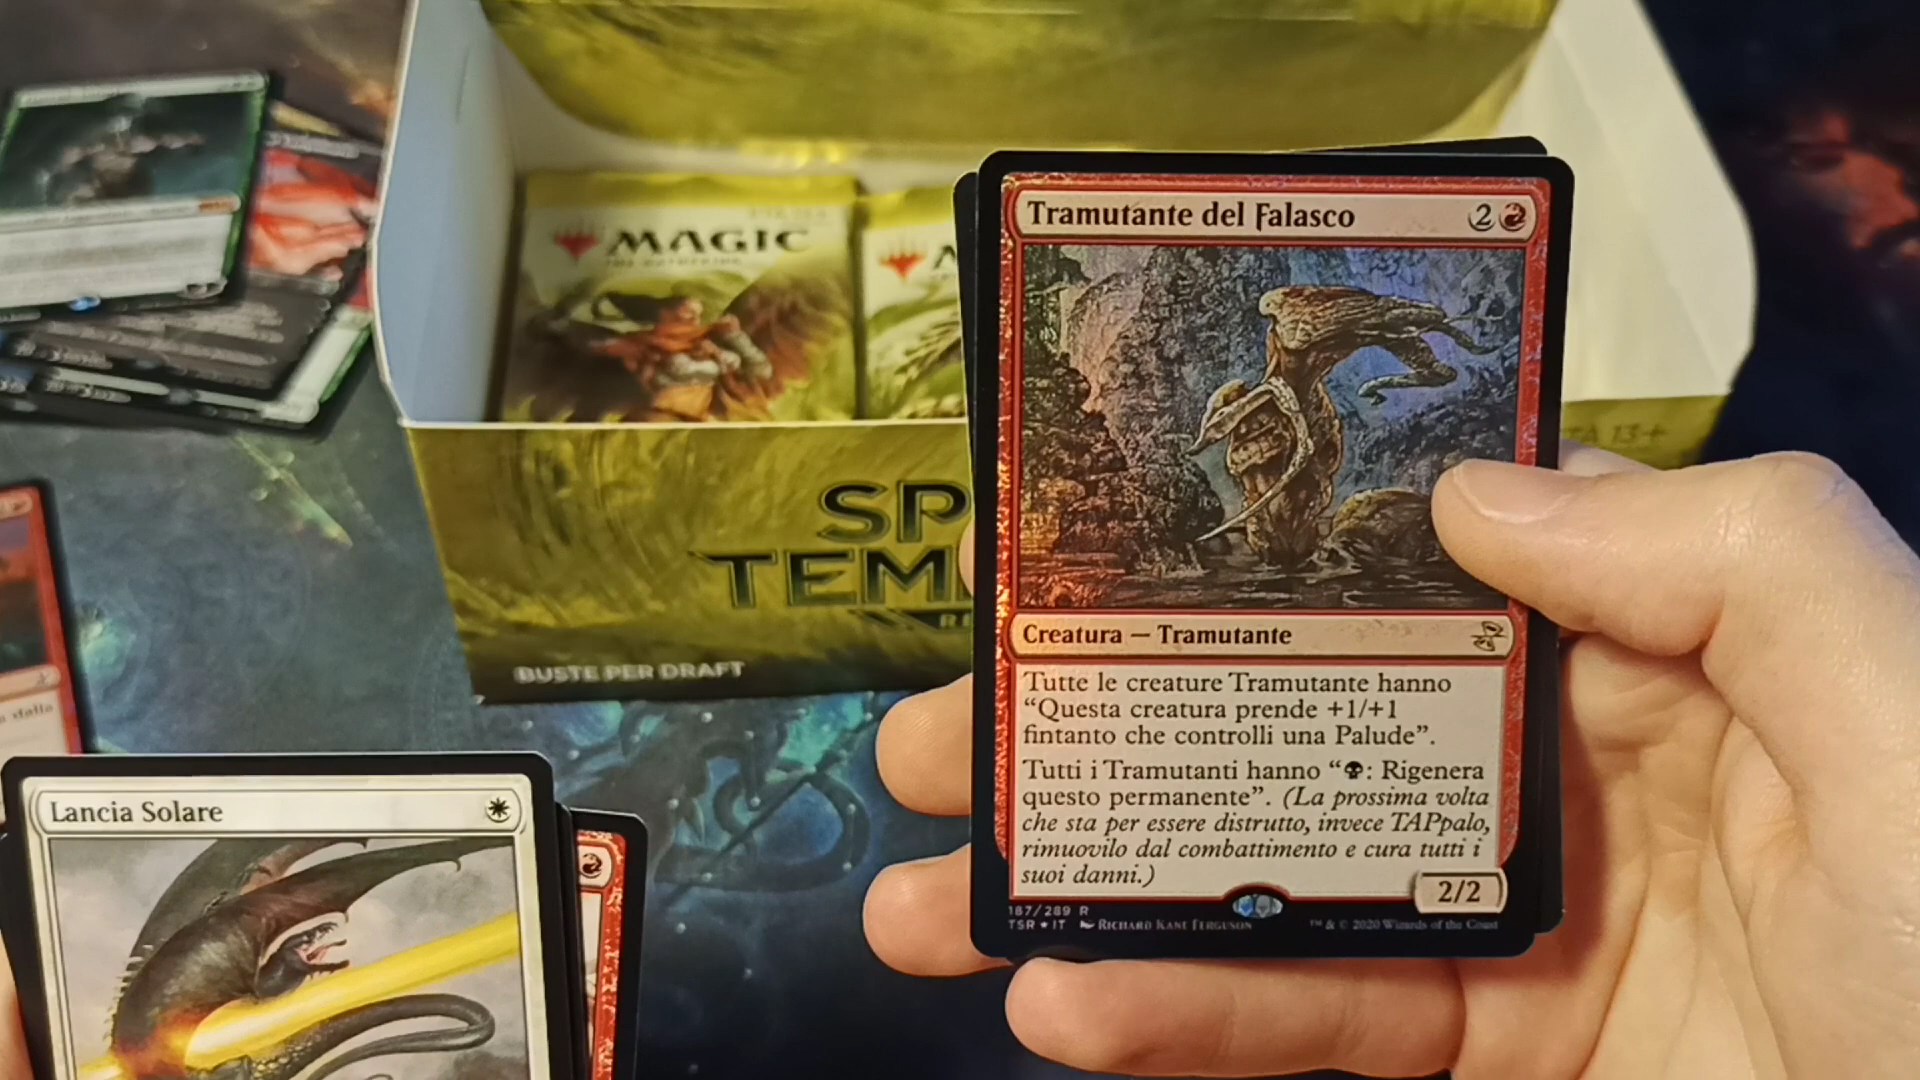 MAGIC
SP
TEM
BUSTE PER DRAFT
13+
Tramutante del Falasco
2
Creatura — Tramutante
Tutte le creature Tramutante hanno
“Questa creatura prende +1/+1
fintanto che controlli una Palude”.
Tutti i Tramutanti hanno “ : Rigenera
questo permanente”. (La prossima volta
che sta per essere distrutto, invece TAPpalo,
rimuovilo dal combattimento e cura tutti i
suoi danni.)
2/2
187/289 R
TSR ★ IT RICHARD KANE FERGUSON
™ & © 2020 Wizards of the Coast
Lancia Solare